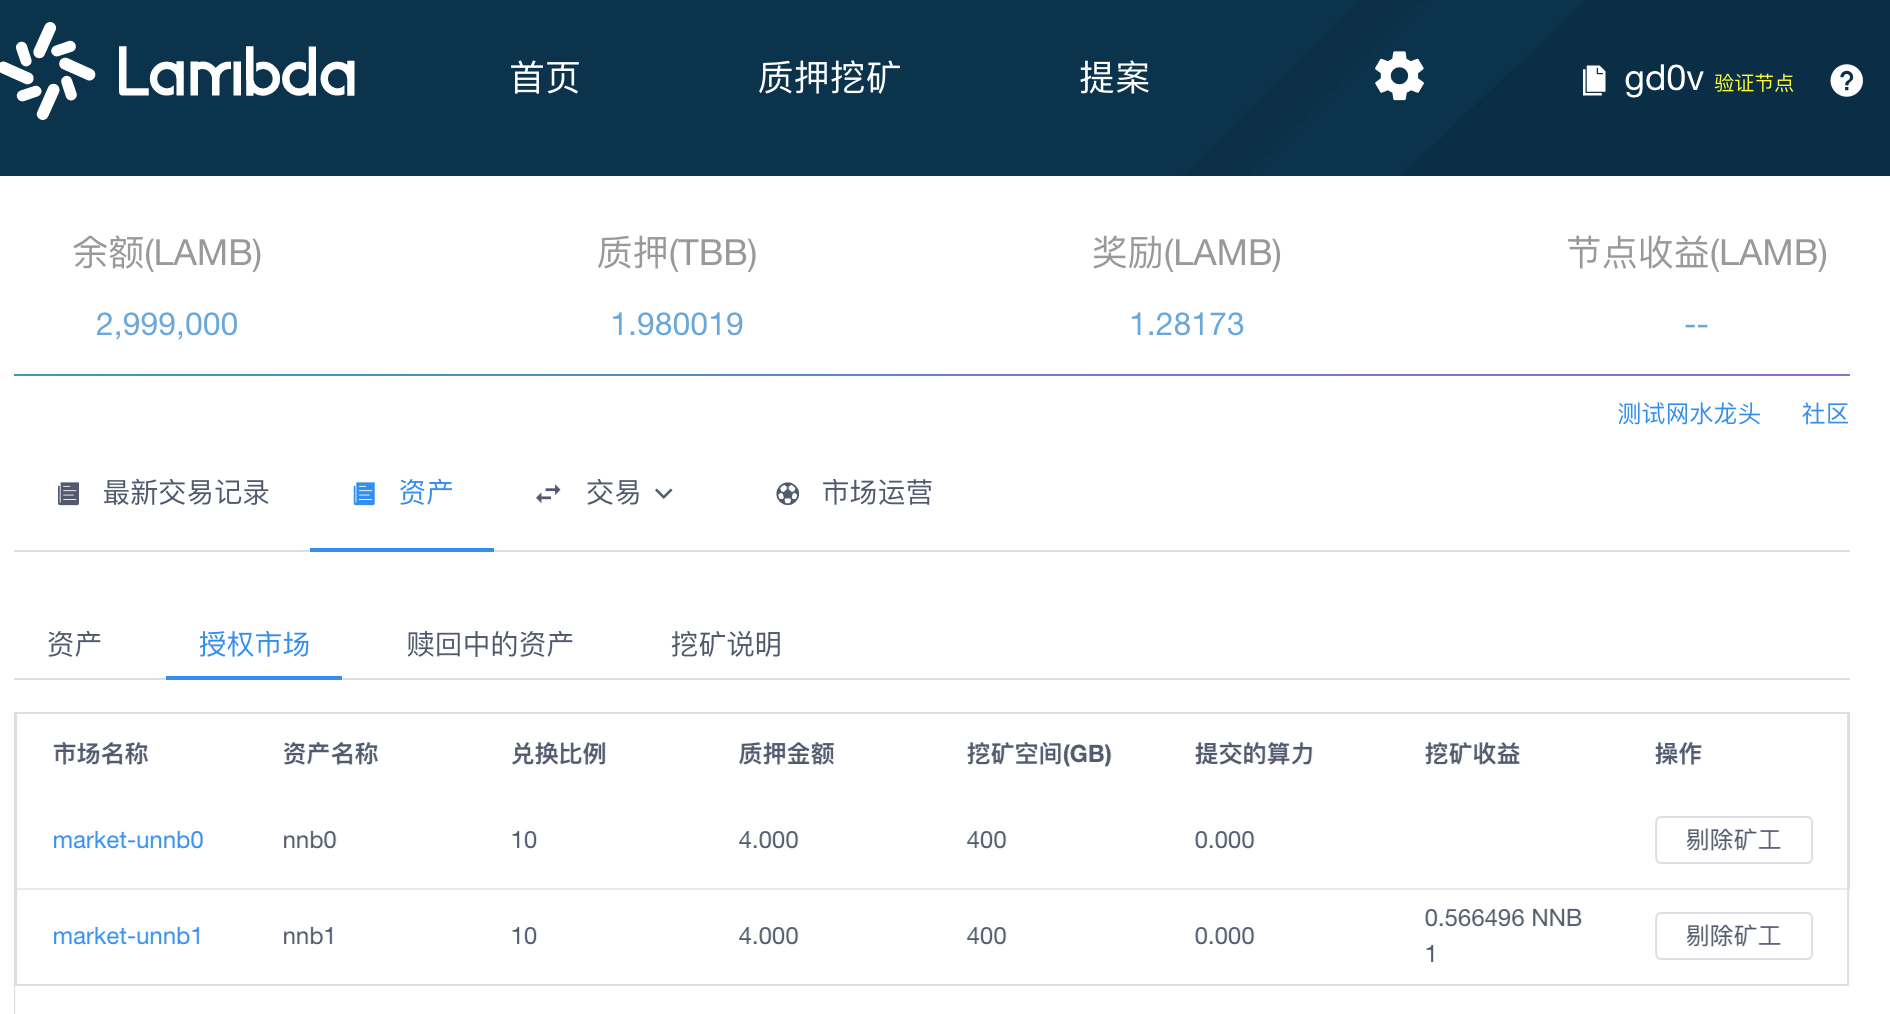 Lambda 首页 质押挖矿 提案 gd0v 验证节点
余额(LAMB) 质押(TBB) 奖励(LAMB) 节点收益(LAMB)
2,999,000 1.980019 1.28173 --
测试网水龙头 社区
最新交易记录 资产 交易 市场运营
资产 授权市场 赎回中的资产 挖矿说明
市场名称 资产名称 兑换比例 质押金额 挖矿空间(GB) 提交的算力 挖矿收益 操作
market-unnb0 nnb0 10 4.000 400 0.000 剔除矿工
market-unnb1 nnb1 10 4.000 400 0.000 0.566496 NNB 剔除矿工
1